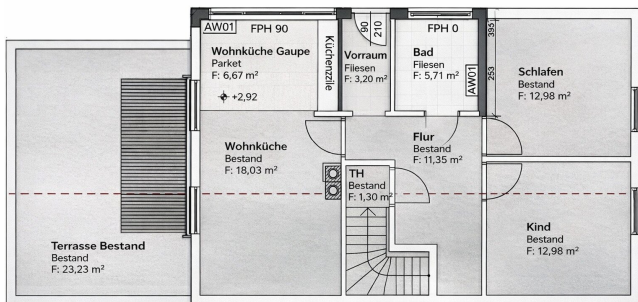 AW01
FPH 90
Wohnküche Gaupe
Parket
F: 6,67 m²
+2,92
Küchenzzile
90
210
Vorraum
Fliesen
F: 3,20 m²
FPH 0
Bad
Fliesen
F: 5,71 m²
AW01
395
253
Schlafen
Bestand
F: 12,98 m²
Wohnküche
Bestand
F: 18,03 m²
Flur
Bestand
F: 11,35 m²
TH
Bestand
F: 1,30 m²
Terrasse Bestand
Bestand
F: 23,23 m²
Kind
Bestand
F: 12,98 m²